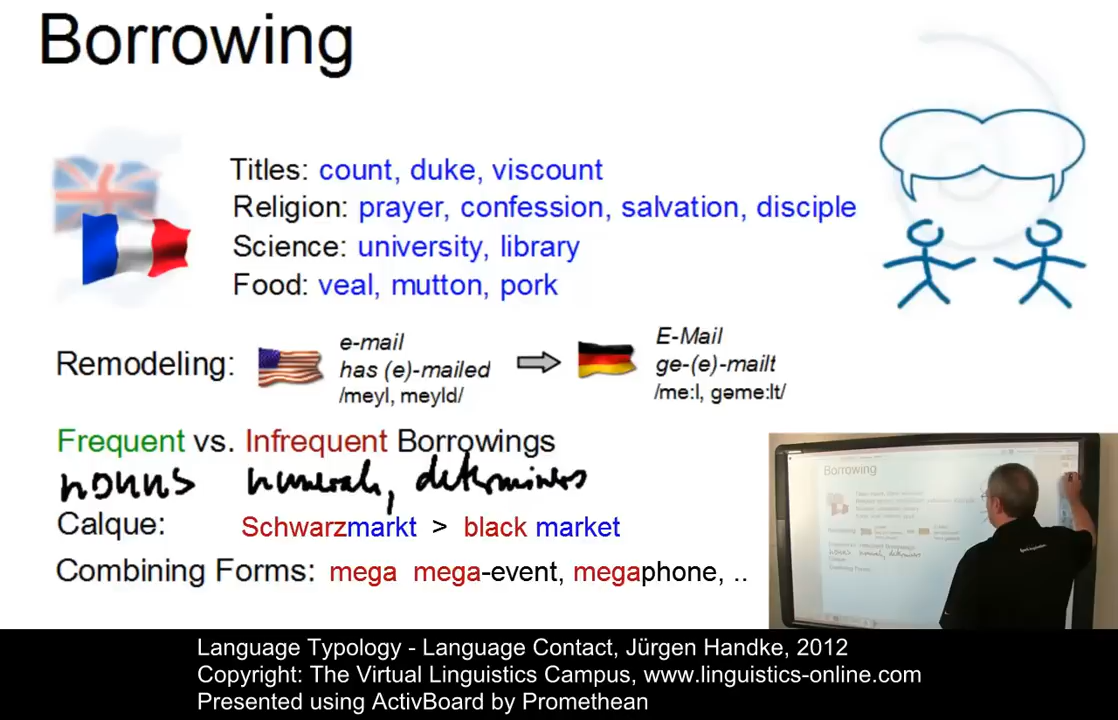 Borrowing
Titles: count, duke, viscount
Religion: prayer, confession, salvation, disciple
Science: university, library
Food: veal, mutton, pork
Remodeling:
e-mail
has (e)-mailed
/meyl, meyld/
E-Mail
ge-(e)-mailt
/me:l, gəme:lt/
Frequent vs. Infrequent Borrowings
nouns numerals, determiners
Calque: Schwarzmarkt > black market
Combining Forms: mega mega-event, megaphone, ..
Borrowing
Language Typology - Language Contact, Jürgen Handke, 2012
Copyright: The Virtual Linguistics Campus, www.linguistics-online.com
Presented using ActivBoard by Promethean